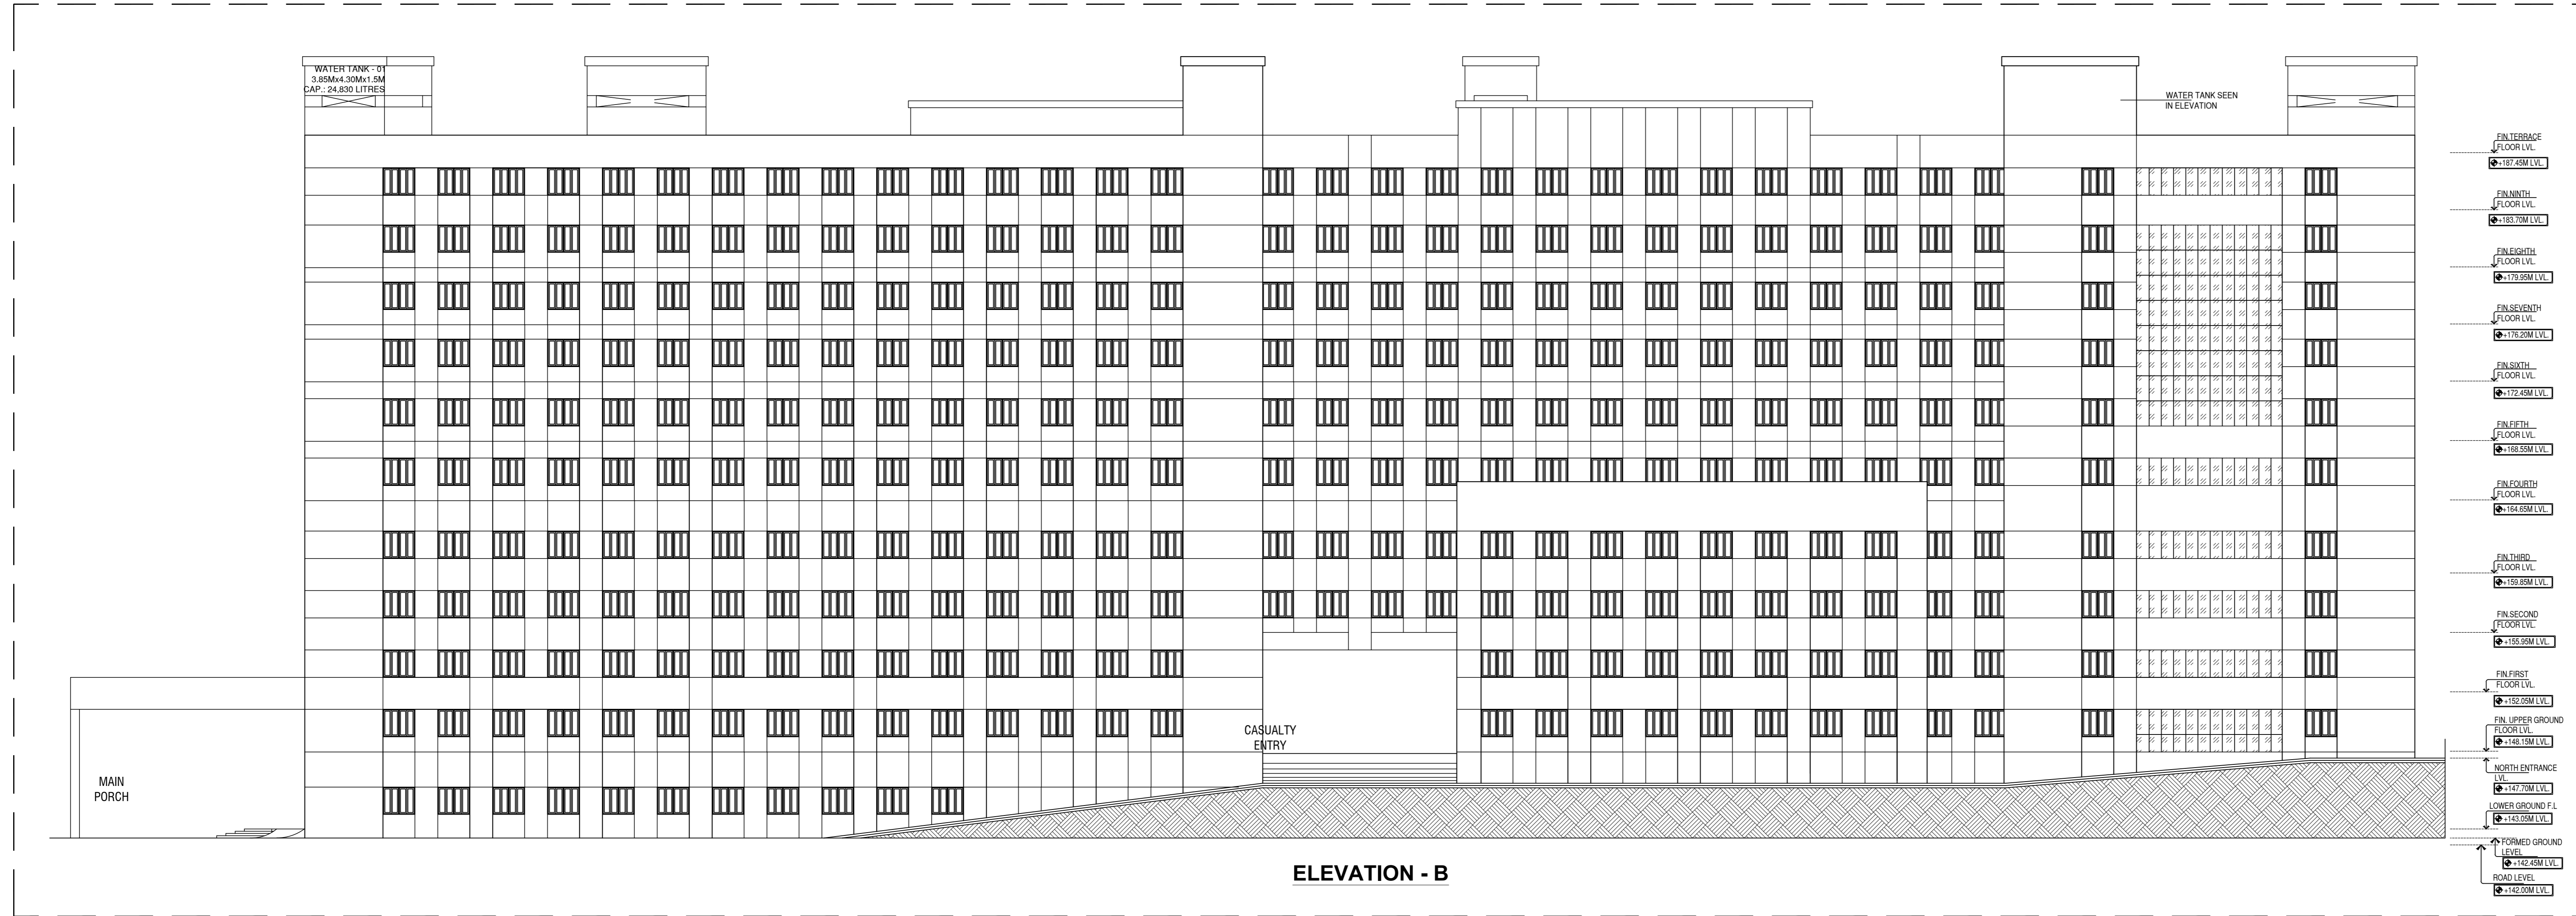 WATER TANK - 01
3.85Mx4.30Mx1.5M
CAP.: 24,830 LITRES
WATER TANK SEEN
IN ELEVATION
FIN.TERRACE
FLOOR LVL.
+187.45M LVL.
FIN.NINTH
FLOOR LVL.
+183.70M LVL.
FIN.EIGHTH
FLOOR LVL.
+179.95M LVL.
FIN.SEVENTH
FLOOR LVL.
+176.20M LVL.
FIN.SIXTH
FLOOR LVL.
+172.45M LVL.
FIN.FIFTH
FLOOR LVL.
+168.55M LVL.
FIN.FOURTH
FLOOR LVL.
+164.65M LVL.
FIN.THIRD
FLOOR LVL.
+159.85M LVL.
FIN.SECOND
FLOOR LVL.
+155.95M LVL.
FIN.FIRST
FLOOR LVL.
+152.05M LVL.
FIN. UPPER GROUND
FLOOR LVL.
+148.15M LVL.
NORTH ENTRANCE
LVL.
+147.70M LVL.
LOWER GROUND F.L
+143.05M LVL.
FORMED GROUND
LEVEL
+142.45M LVL.
ROAD LEVEL
+142.00M LVL.
CASUALTY
ENTRY
MAIN
PORCH
ELEVATION - B